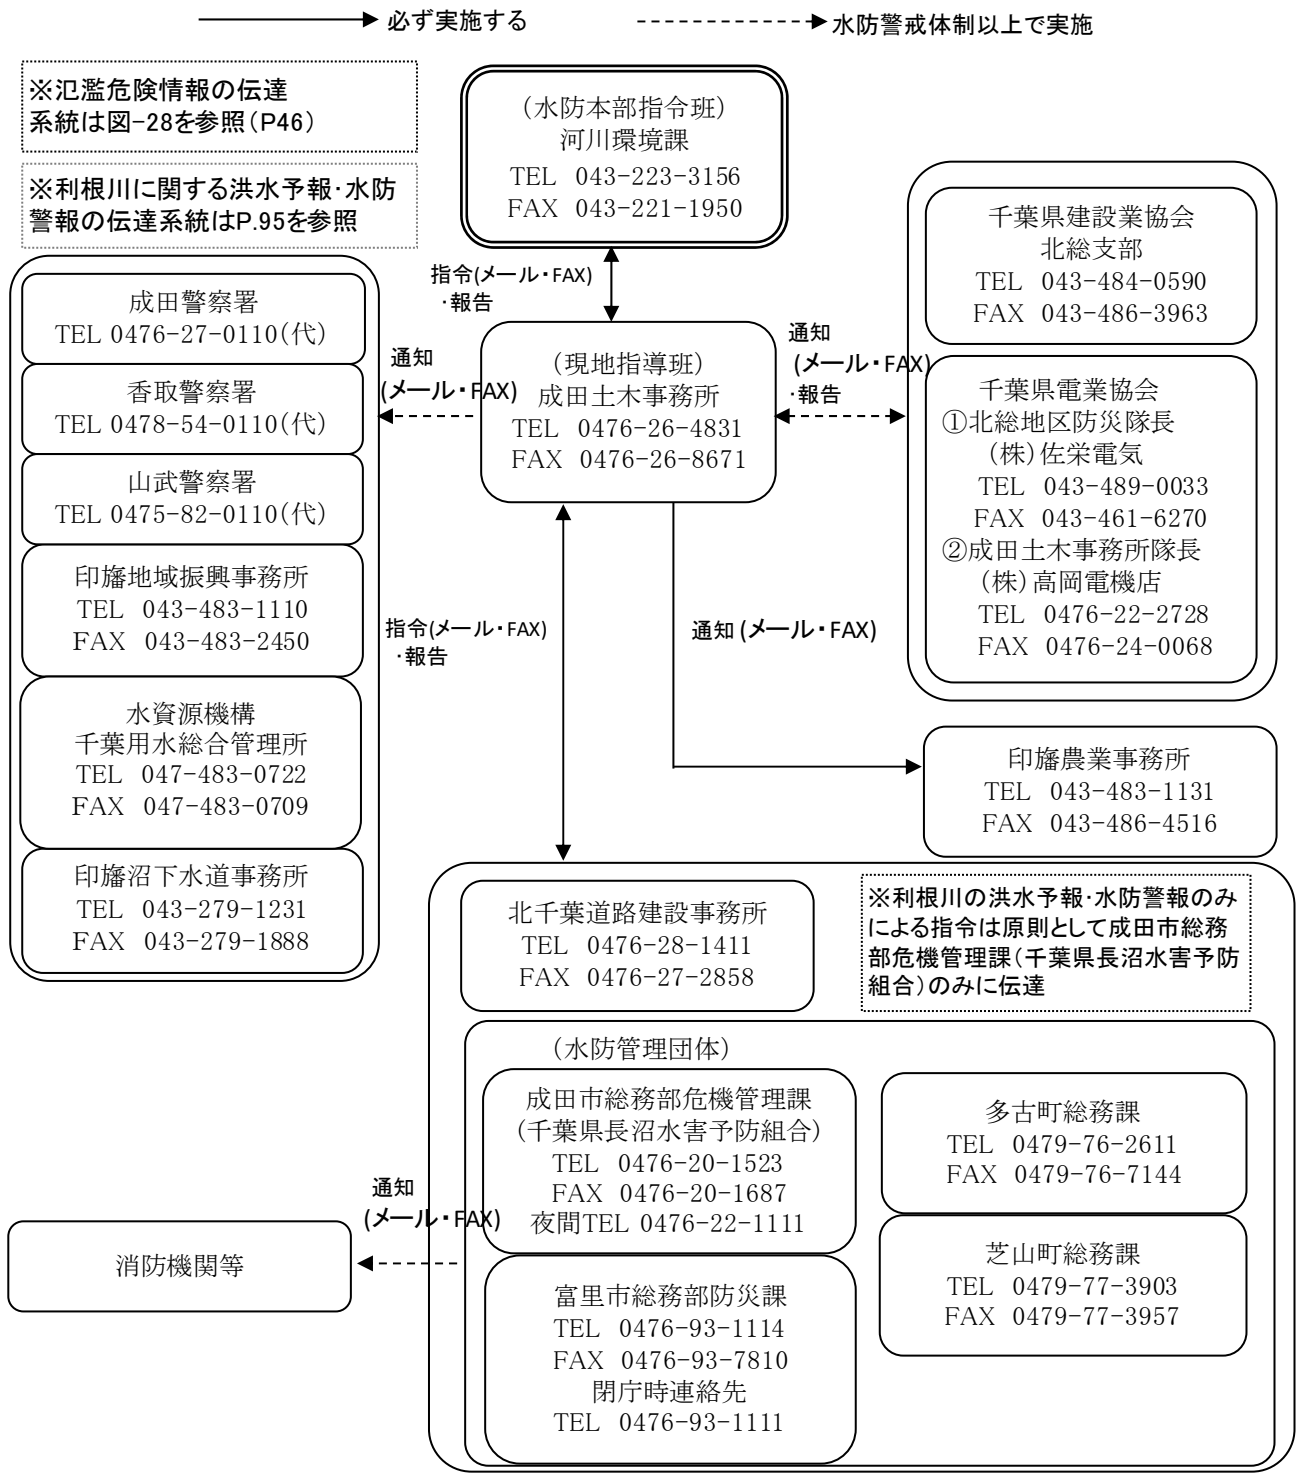 必ず実施する
水防警戒体制以上で実施
※氾濫危険情報の伝達
系統は図-28を参照(P46)
※利根川に関する洪水予報・水防
警報の伝達系統はP.95を参照
(水防本部指令班)
河川環境課
TEL 043-223-3156
FAX 043-221-1950
指令(メール・FAX)
・報告
(現地指導班)
成田土木事務所
TEL 0476-26-4831
FAX 0476-26-8671
通知
(メール・FAX)
成田警察署
TEL 0476-27-0110(代)
香取警察署
TEL 0478-54-0110(代)
山武警察署
TEL 0475-82-0110(代)
印旛地域振興事務所
TEL 043-483-1110
FAX 043-483-2450
水資源機構
千葉用水総合管理所
TEL 047-483-0722
FAX 047-483-0709
印旛沼下水道事務所
TEL 043-279-1231
FAX 043-279-1888
通知
(メール・FAX)
・報告
千葉県建設業協会
北総支部
TEL 043-484-0590
FAX 043-486-3963
千葉県電業協会
①北総地区防災隊長
(株)佐栄電気
TEL 043-489-0033
FAX 043-461-6270
②成田土木事務所隊長
(株)高岡電機店
TEL 0476-22-2728
FAX 0476-24-0068
指令(メール・FAX)
・報告
通知(メール・FAX)
印旛農業事務所
TEL 043-483-1131
FAX 043-486-4516
北千葉道路建設事務所
TEL 0476-28-1411
FAX 0476-27-2858
※利根川の洪水予報・水防警報のみ
による指令は原則として成田市総務
部危機管理課(千葉県長沼水害予防
組合)のみに伝達
(水防管理団体)
成田市総務部危機管理課
(千葉県長沼水害予防組合)
TEL 0476-20-1523
FAX 0476-20-1687
夜間TEL 0476-22-1111
多古町総務課
TEL 0479-76-2611
FAX 0479-76-7144
富里市総務部防災課
TEL 0476-93-1114
FAX 0476-93-7810
閉庁時連絡先
TEL 0476-93-1111
芝山町総務課
TEL 0479-77-3903
FAX 0479-77-3957
通知
(メール・FAX)
消防機関等